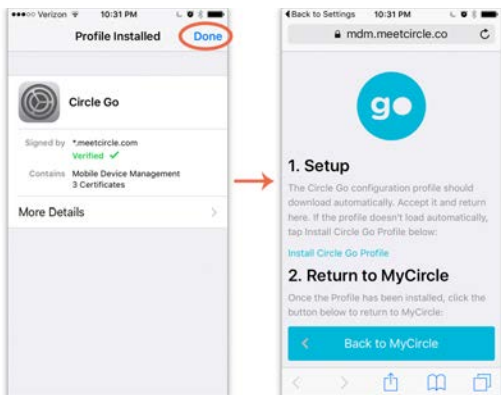 Verizon 10:31 PM
Profile Installed Done
Circle Go
Signed by *.meetcircle.com
Verified ✓
Contains Mobile Device Management
3 Certificates
More Details
Back to Settings 10:31 PM
mdm.meetcircle.co
go
1. Setup
The Circle Go configuration profile should
download automatically. Accept it and return
here. If the profile doesn't load automatically,
tap Install Circle Go Profile below:
Install Circle Go Profile
2. Return to MyCircle
Once the Profile has been installed, click the
button below to return to MyCircle:
Back to MyCircle